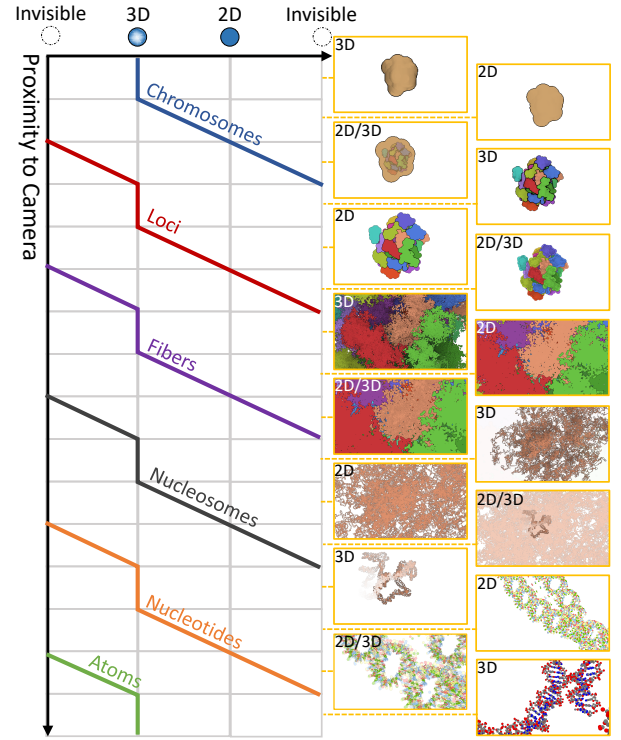 Invisible
3D
2D
Invisible
Proximity to Camera
Chromosomes
Loci
Fibers
Nucleosomes
Nucleotides
Atoms
3D
2D
2D/3D
3D
2D
2D/3D
3D
2D
2D/3D
3D
2D
2D/3D
3D
2D
2D/3D
3D